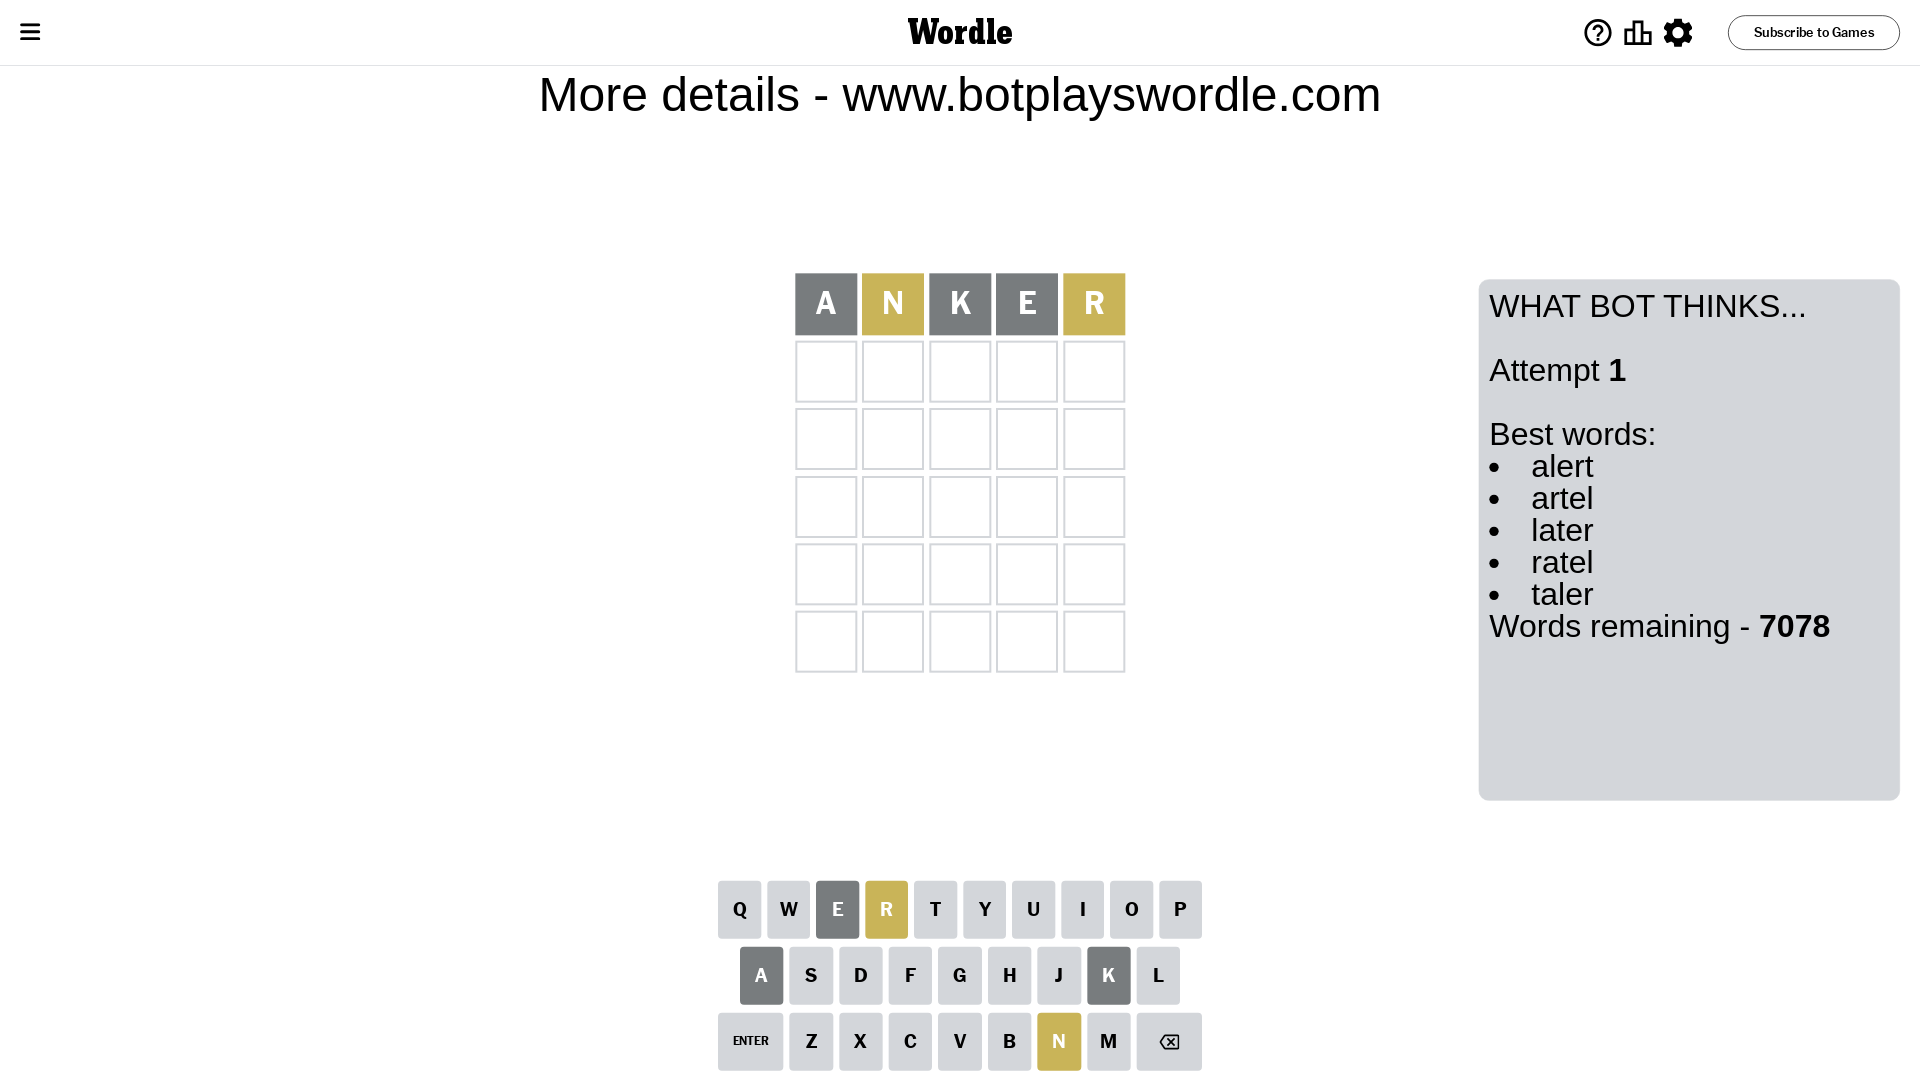 Wordle
Subscribe to Games
More details - www.botplayswordle.com
A N K E R
WHAT BOT THINKS...
Attempt 1
Best words:
• alert
• artel
• later
• ratel
• taler
Words remaining - 7078
Q W E R T Y U I O P
A S D F G H J K L
ENTER Z X C V B N M